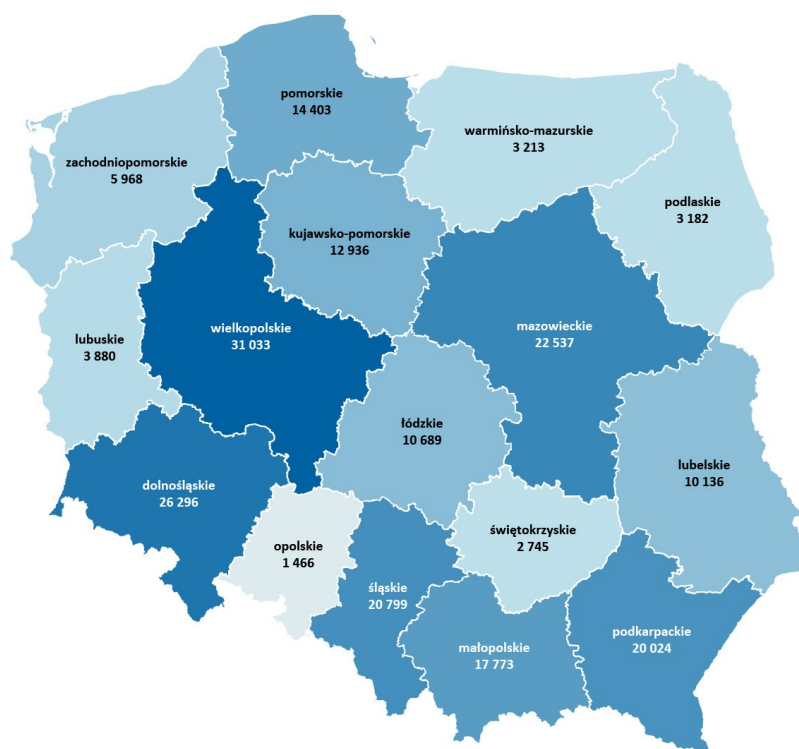 pomorskie
14 403
warmińsko-mazurskie
3 213
zachodniopomorskie
5 968
podlaskie
3 182
kujawsko-pomorskie
12 936
wielkopolskie
31 033
mazowieckie
22 537
lubuskie
3 880
łódzkie
10 689
lubelskie
10 136
dolnośląskie
26 296
świętokrzyskie
2 745
opolskie
1 466
śląskie
20 799
podkarpackie
20 024
małopolskie
17 773